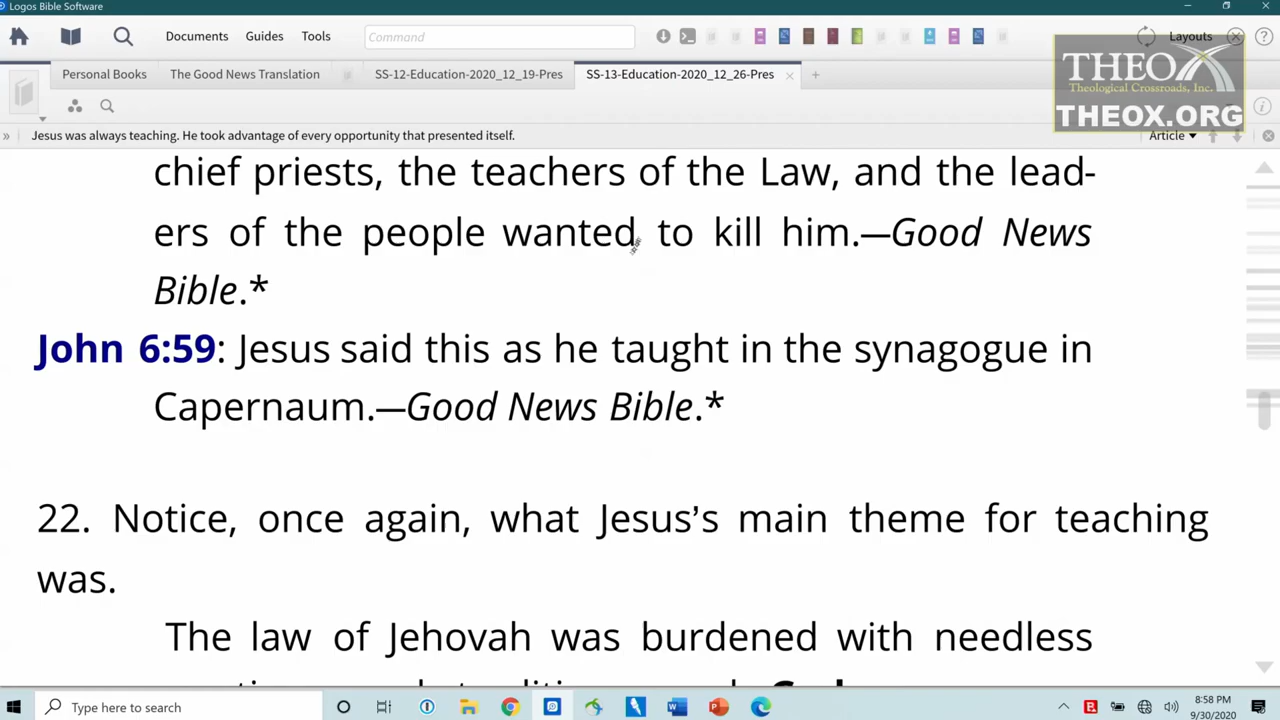 Logos Bible Software
Documents Guides Tools Command Layouts
Personal Books The Good News Translation SS-12-Education-2020_12_19-Pres SS-13-Education-2020_12_26-Pres
THEOX
Theological Crossroads, Inc.
THEOX.ORG
» Jesus was always teaching. He took advantage of every opportunity that presented itself. Article
chief priests, the teachers of the Law, and the lead-
ers of the people wanted to kill him.—Good News
Bible.*
John 6:59: Jesus said this as he taught in the synagogue in
Capernaum.—Good News Bible.*
22. Notice, once again, what Jesus's main theme for teaching
was.
The law of Jehovah was burdened with needless
Type here to search
8:58 PM
9/30/2020